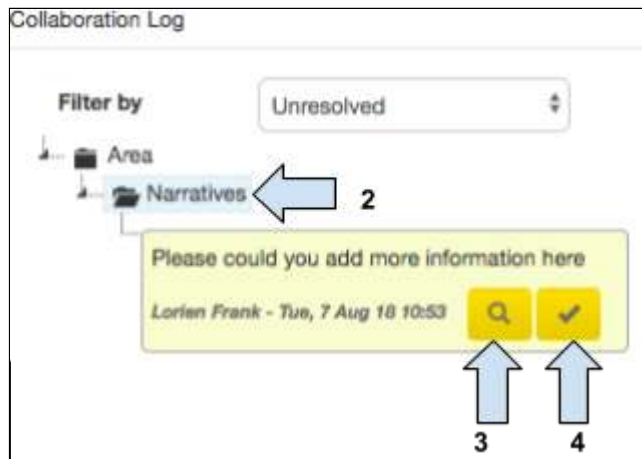 Collaboration Log
Filter by
Unresolved
Area
Narratives
2
Please could you add more information here
Lorien Frank - Tue, 7 Aug 18 10:53
3
4